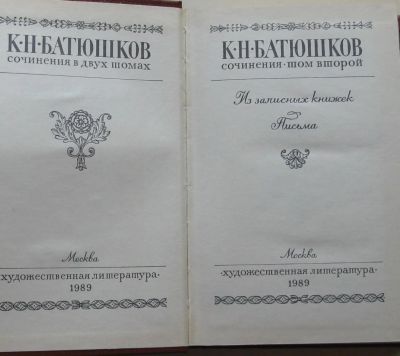 К·Н·БАТЮШКОВ
СОЧИНЕНИЯ В ДВУХ ТОМАХ
Москва
·ХУДОЖЕСТВЕННАЯ ЛИТЕРАТУРА·
1989
К·Н·БАТЮШКОВ
СОЧИНЕНИЯ·ТОМ ВТОРОЙ
Из записных книжек
Письма
Москва
·ХУДОЖЕСТВЕННАЯ ЛИТЕРАТУРА·
1989